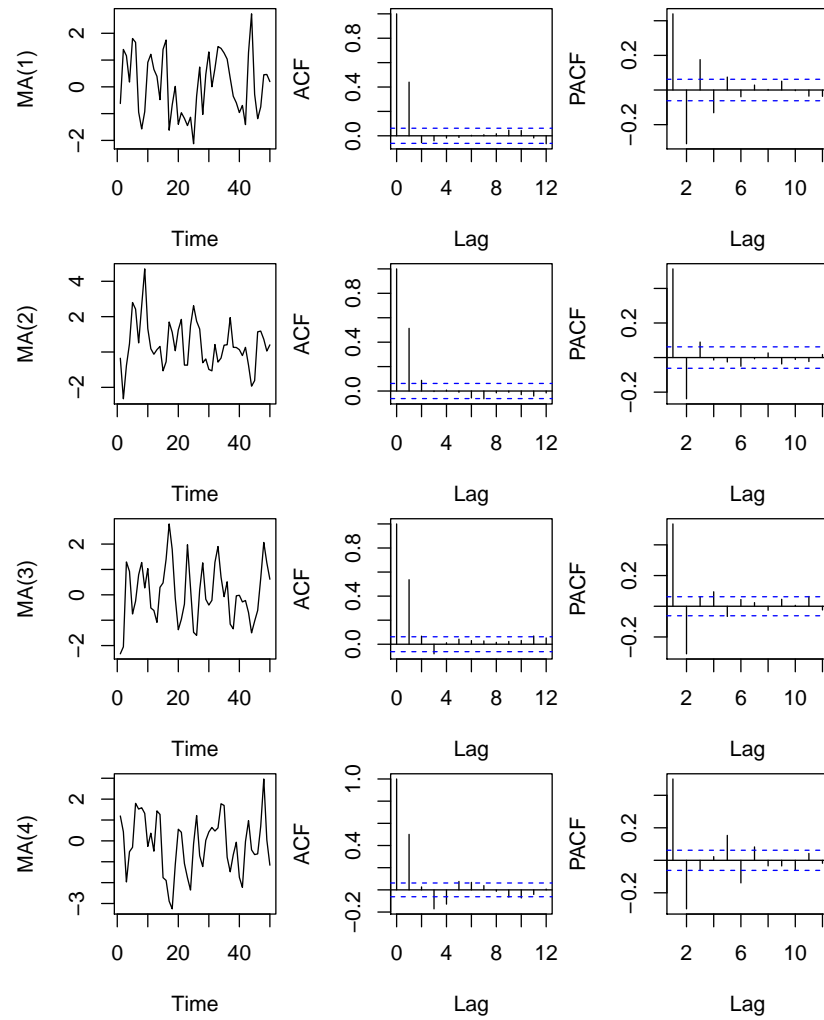 MA(1)
-2 0 2
0 20 40
Time
ACF
0.0 0.4 0.8
0 4 8 12
Lag
PACF
-0.2 0.2
2 6 10
Lag
MA(2)
-2 2 4
0 20 40
Time
ACF
0.0 0.4 0.8
0 4 8 12
Lag
PACF
-0.2 0.2
2 6 10
Lag
MA(3)
-2 0 2
0 20 40
Time
ACF
0.0 0.4 0.8
0 4 8 12
Lag
PACF
-0.2 0.2
2 6 10
Lag
MA(4)
-3 0 2
0 20 40
Time
ACF
-0.2 0.4 1.0
0 4 8 12
Lag
PACF
-0.2 0.2
2 6 10
Lag